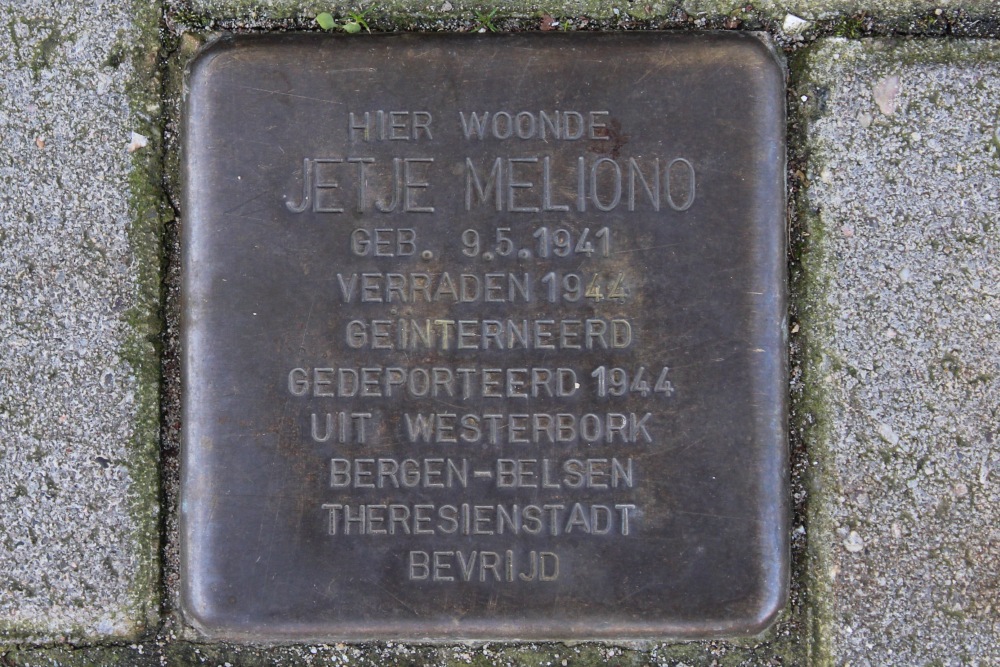 HIER WOONDE
JETJE MELIONO
GEB. 9.5.1941
VERRADEN 1944
GEINTERNEERD
GEDEPORTEERD 1944
UIT WESTERBORK
BERGEN-BELSEN
THERESIENSTADT
BEVRIJD